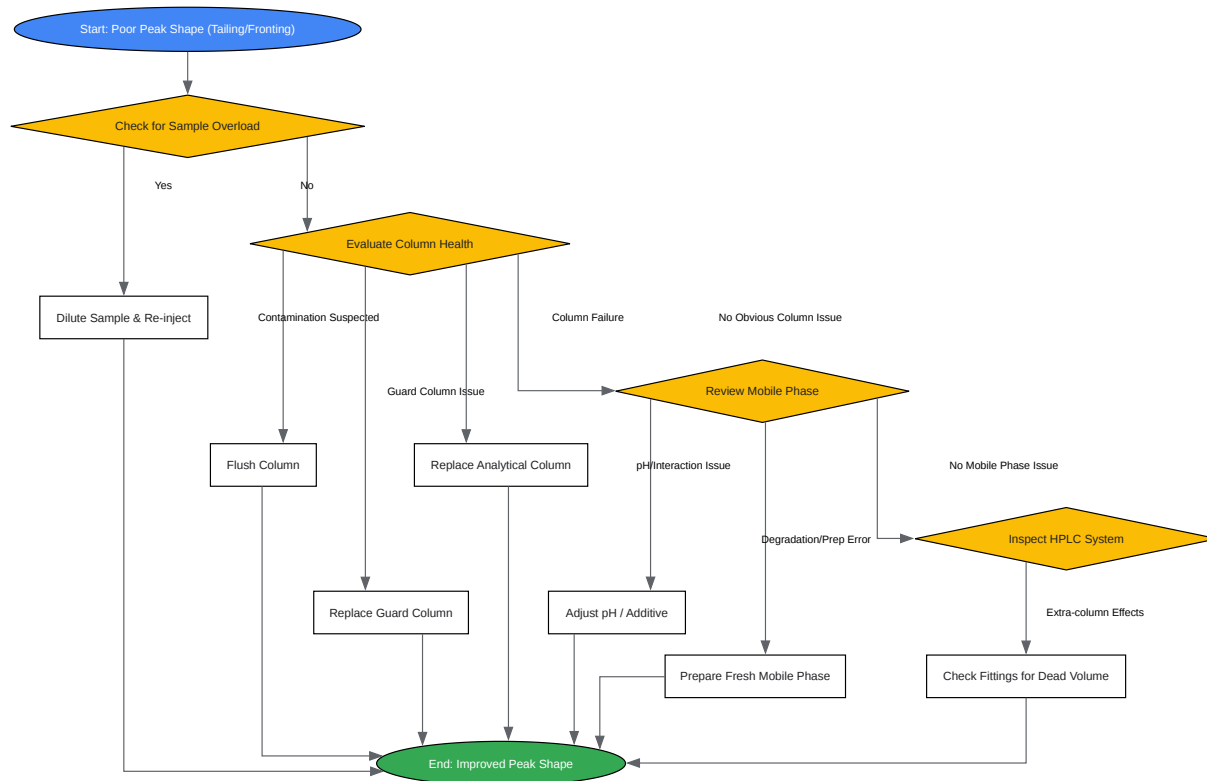 Start: Poor Peak Shape (Tailing/Fronting)
Check for Sample Overload
Yes
No
Evaluate Column Health
Dilute Sample & Re-inject
Contamination Suspected
Column Failure
No Obvious Column Issue
Guard Column Issue
Review Mobile Phase
Flush Column
Replace Analytical Column
pH/Interaction Issue
No Mobile Phase Issue
Degradation/Prep Error
Inspect HPLC System
Replace Guard Column
Adjust pH / Additive
Extra-column Effects
Prepare Fresh Mobile Phase
Check Fittings for Dead Volume
End: Improved Peak Shape